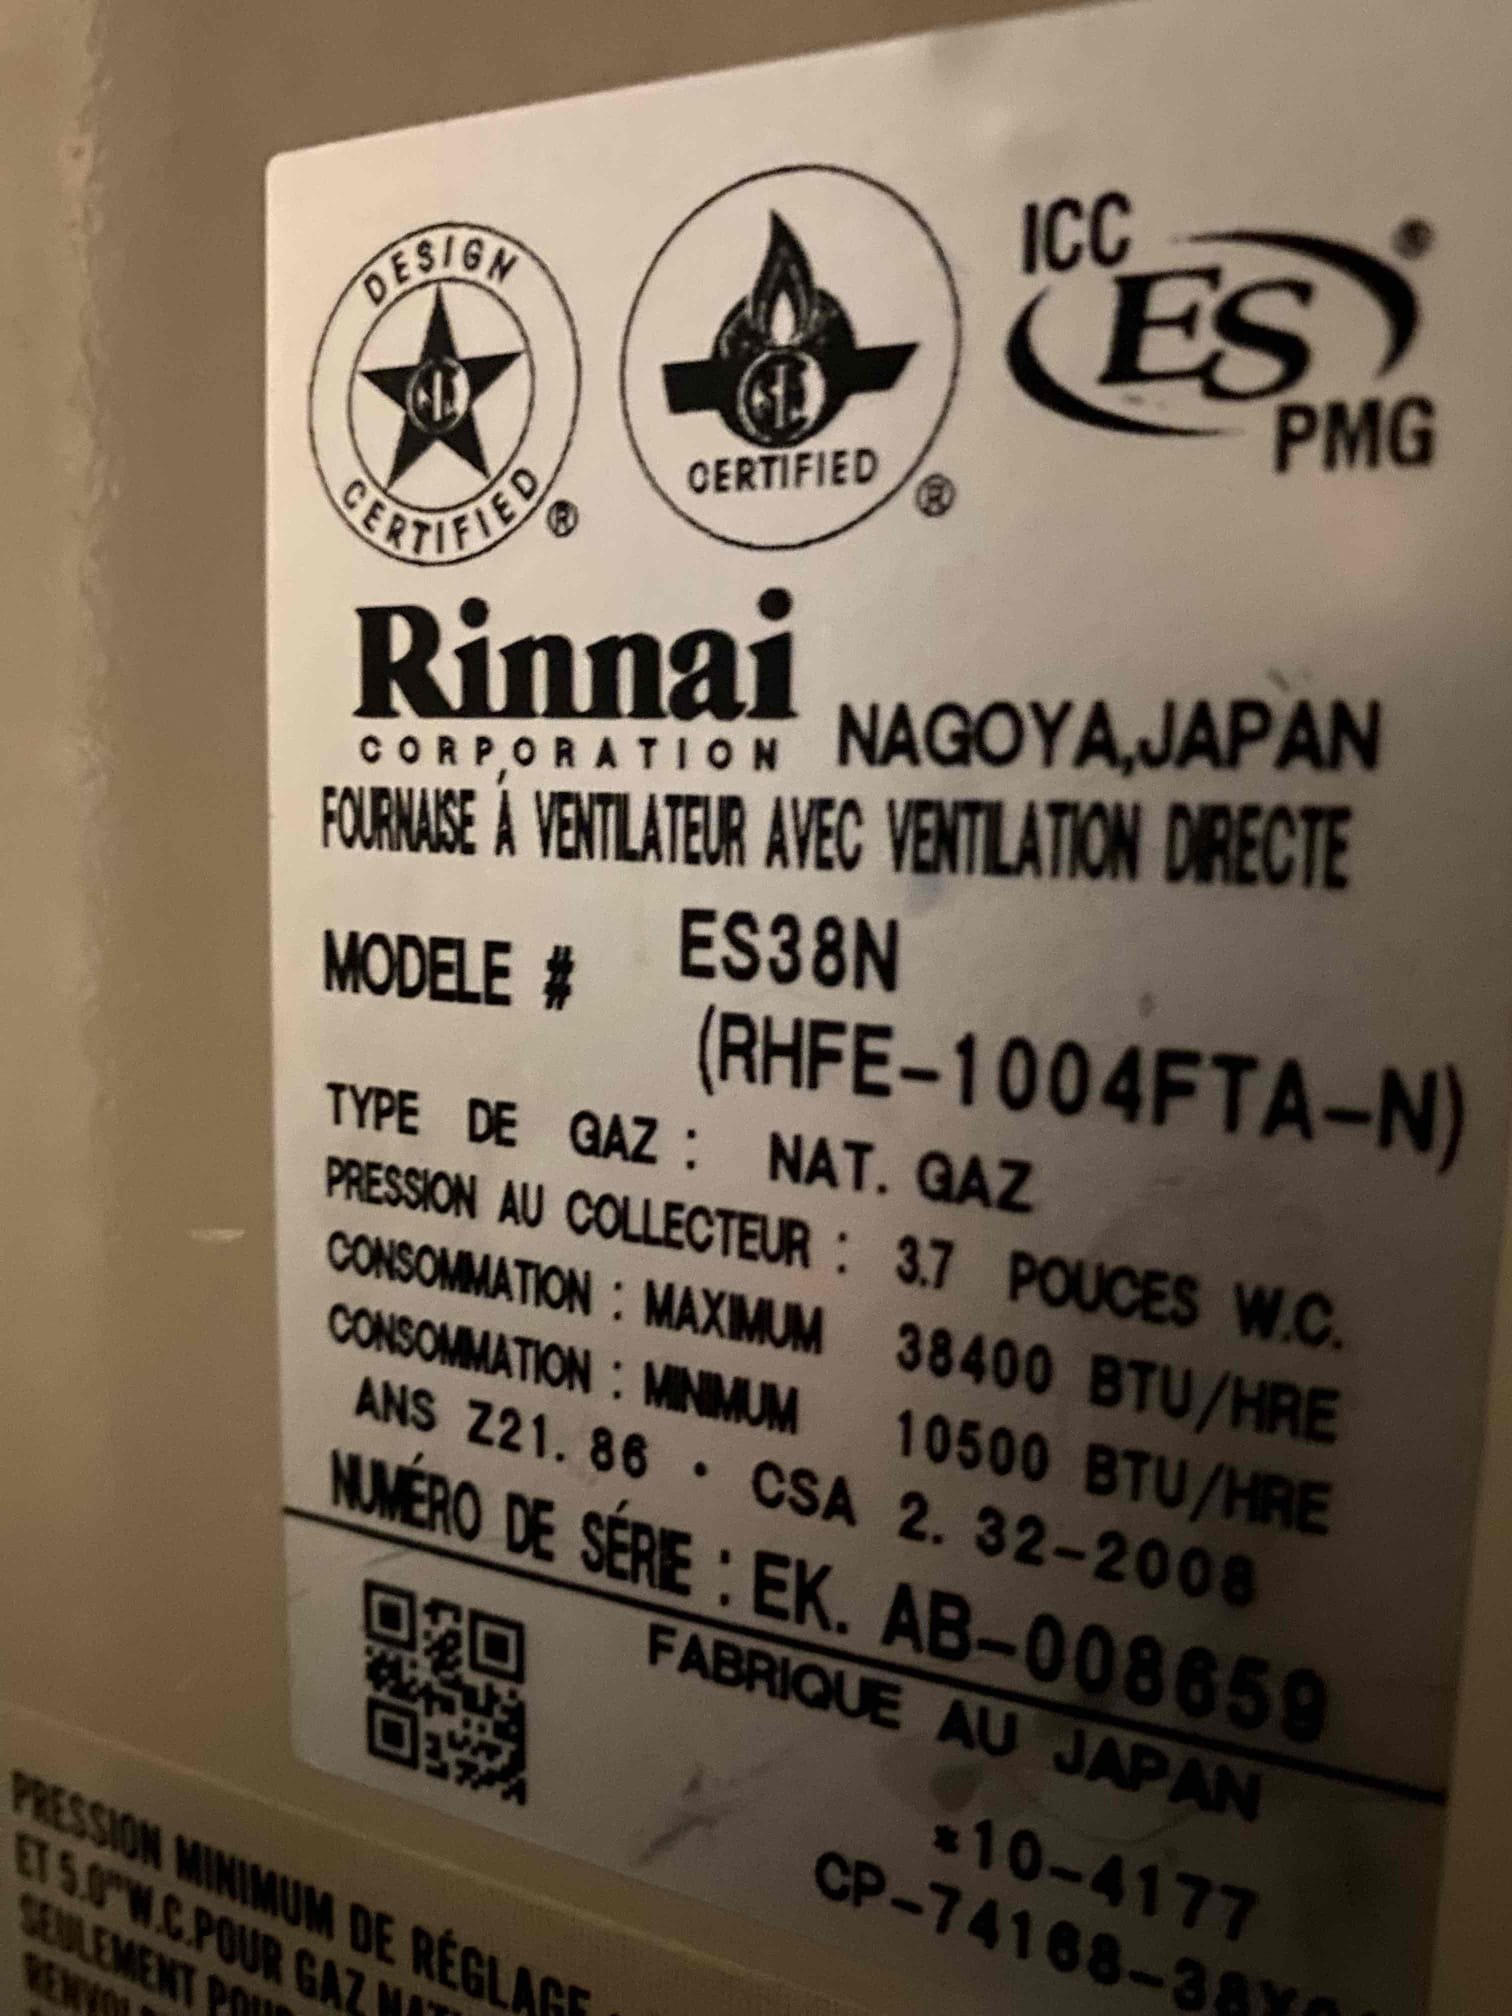 DESIGN
CERTIFIED ®
CERTIFIED ®
ICC
ES ®
PMG
Rinnai
CORPORATION NAGOYA,JAPAN
FOURNAISE À VENTILATEUR AVEC VENTILATION DIRECTE
MODELE # ES38N
(RHFE-1004FTA-N)
TYPE DE GAZ : NAT. GAZ
PRESSION AU COLLECTEUR : 3.7 POUCES W.C.
CONSOMMATION : MAXIMUM 38400 BTU/HRE
CONSOMMATION : MINIMUM 10500 BTU/HRE
ANS Z21. 86 · CSA 2. 32-2008
NUMÉRO DE SÉRIE : EK. AB-008659
FABRIQUE AU JAPAN
*10-4177
PRESSION MINIMUM DE RÉGLAGE
ET 5.0"W.C.POUR GAZ
SEULEMENT POUR